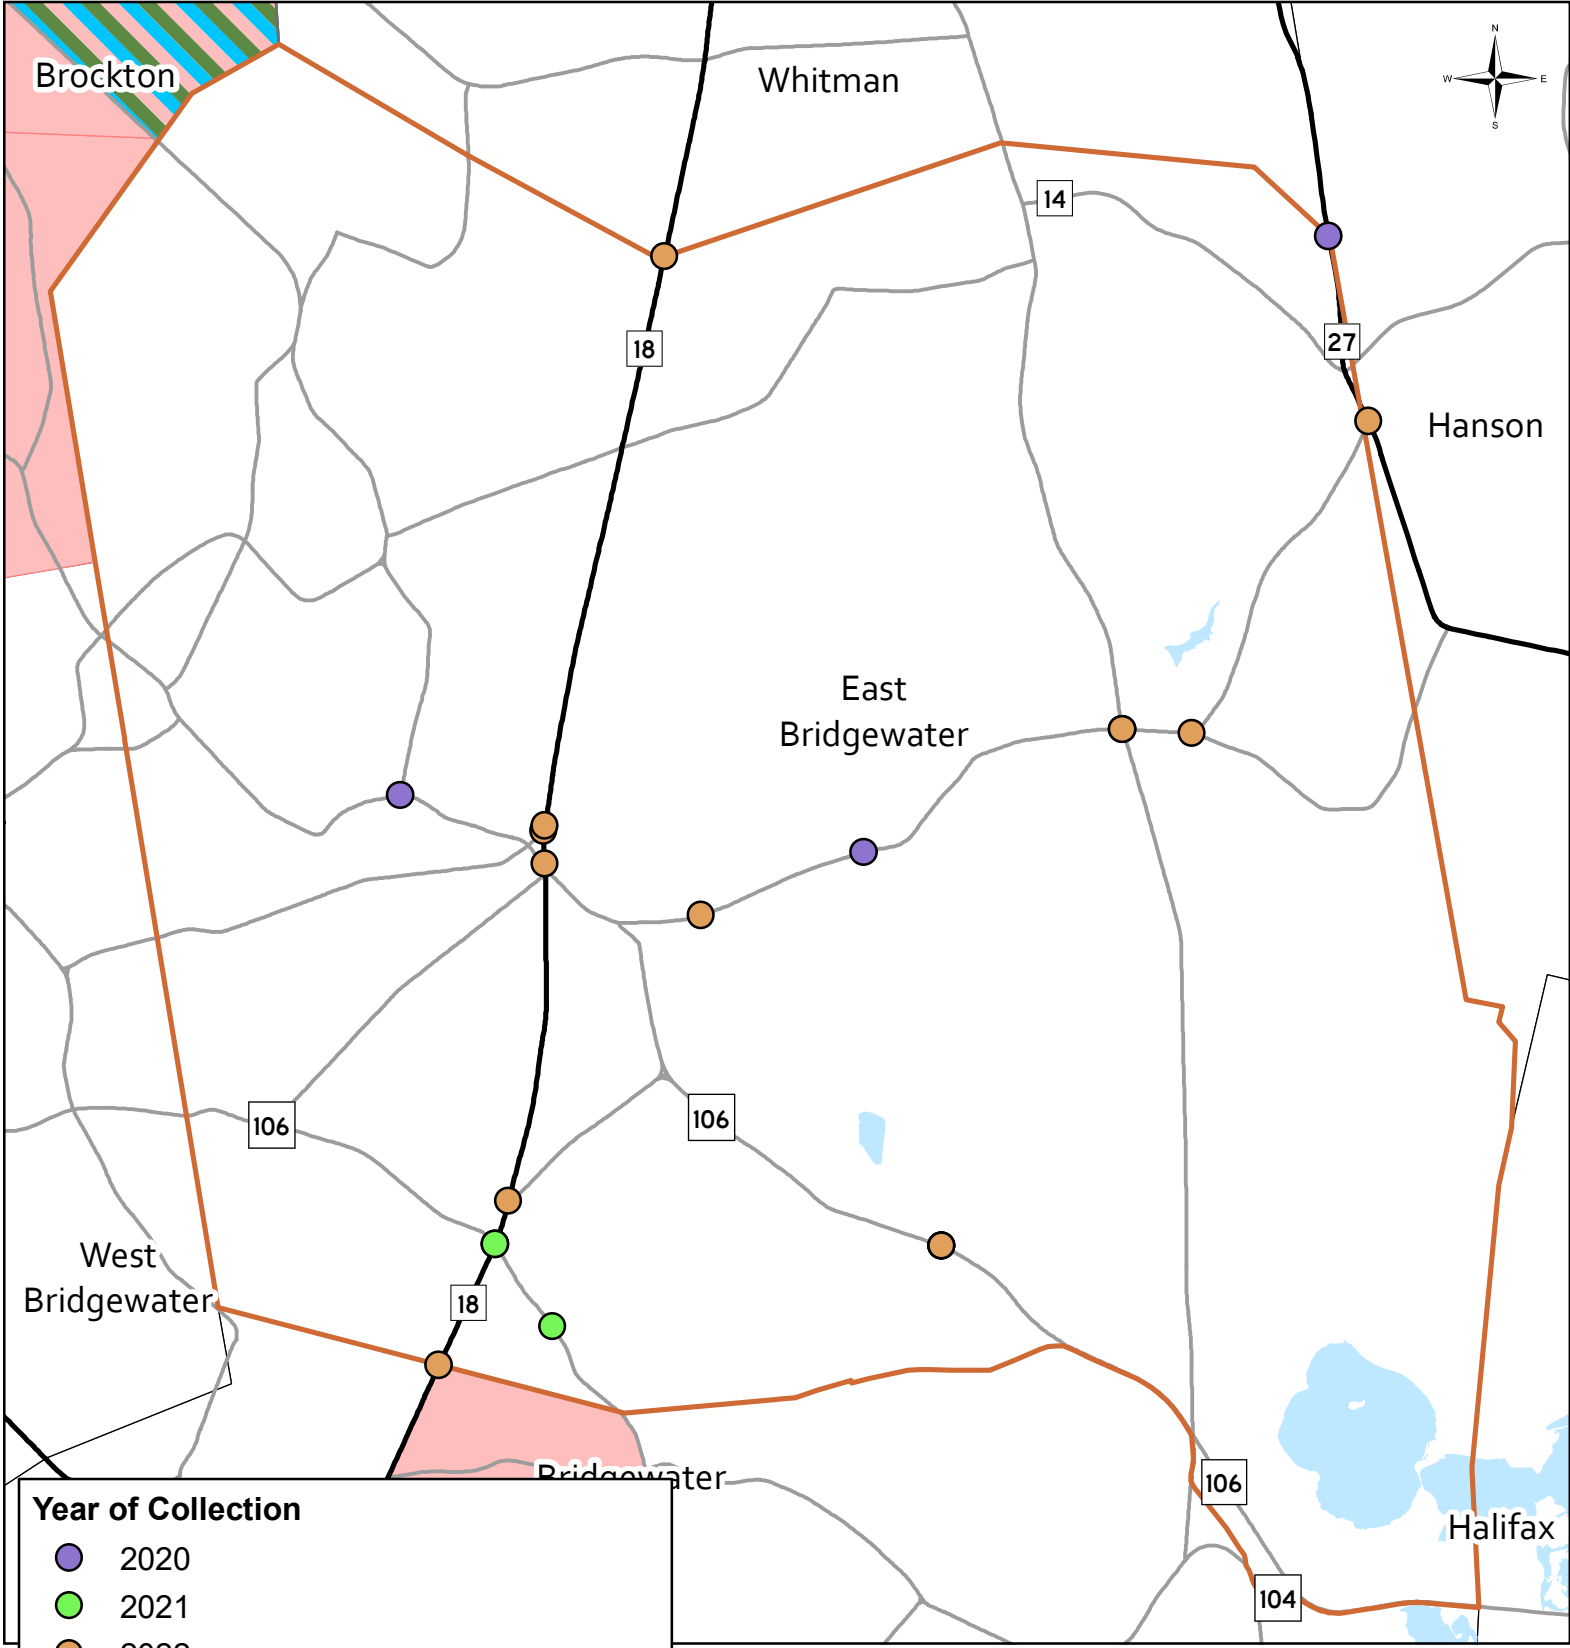 N
W E
S
Brockton
Whitman
14
18
27
Hanson
East
Bridgewater
106
106
West
Bridgewater
18
Bridgewater
106
Halifax
104
Year of Collection
2020
2021